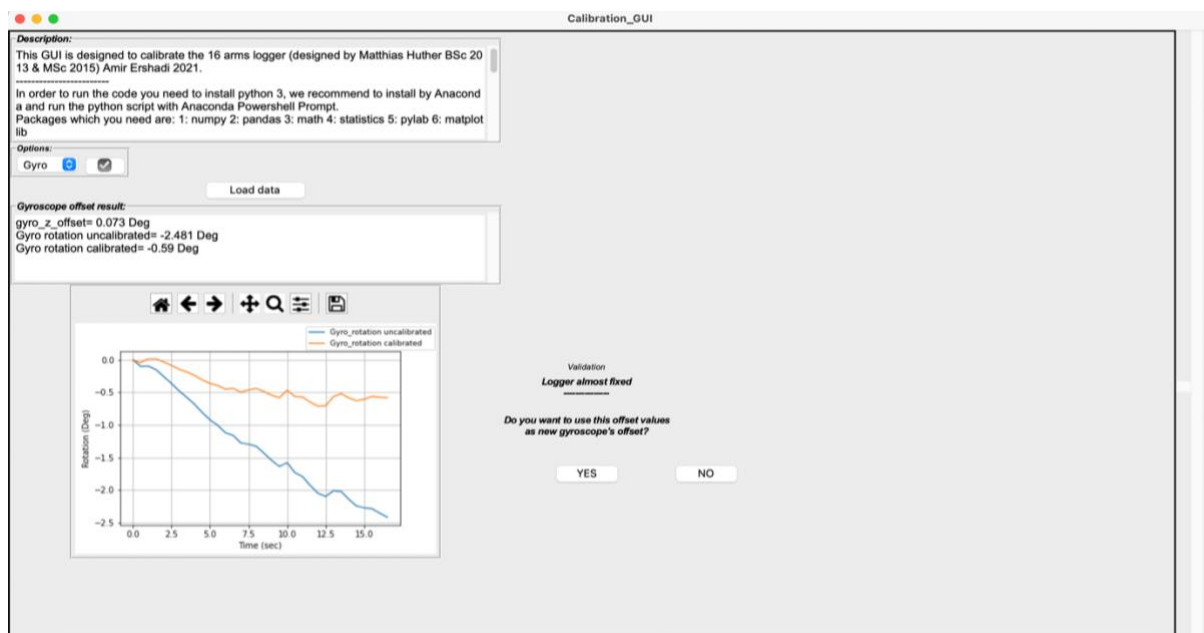 Calibration_GUI
Description:
This GUI is designed to calibrate the 16 arms logger (designed by Matthias Huther BSc 20
13 & MSc 2015) Amir Ershadi 2021.
------------------------
In order to run the code you need to install python 3, we recommend to install by Anacond
a and run the python script with Anaconda Powershell Prompt.
Packages which you need are: 1: numpy 2: pandas 3: math 4: statistics 5: pylab 6: matplot
lib
Options:
Gyro
Load data
Gyroscope offset result:
gyro_z_offset= 0.073 Deg
Gyro rotation uncalibrated= -2.481 Deg
Gyro rotation calibrated= -0.59 Deg
Gyro_rotation uncalibrated
Gyro_rotation calibrated
0.0
−0.5
−1.0
−1.5
−2.0
−2.5
Rotation (Deg)
0.0 2.5 5.0 7.5 10.0 12.5 15.0
Time (sec)
Validation
Logger almost fixed
---------------
Do you want to use this offset values
as new gyroscope's offset?
YES NO